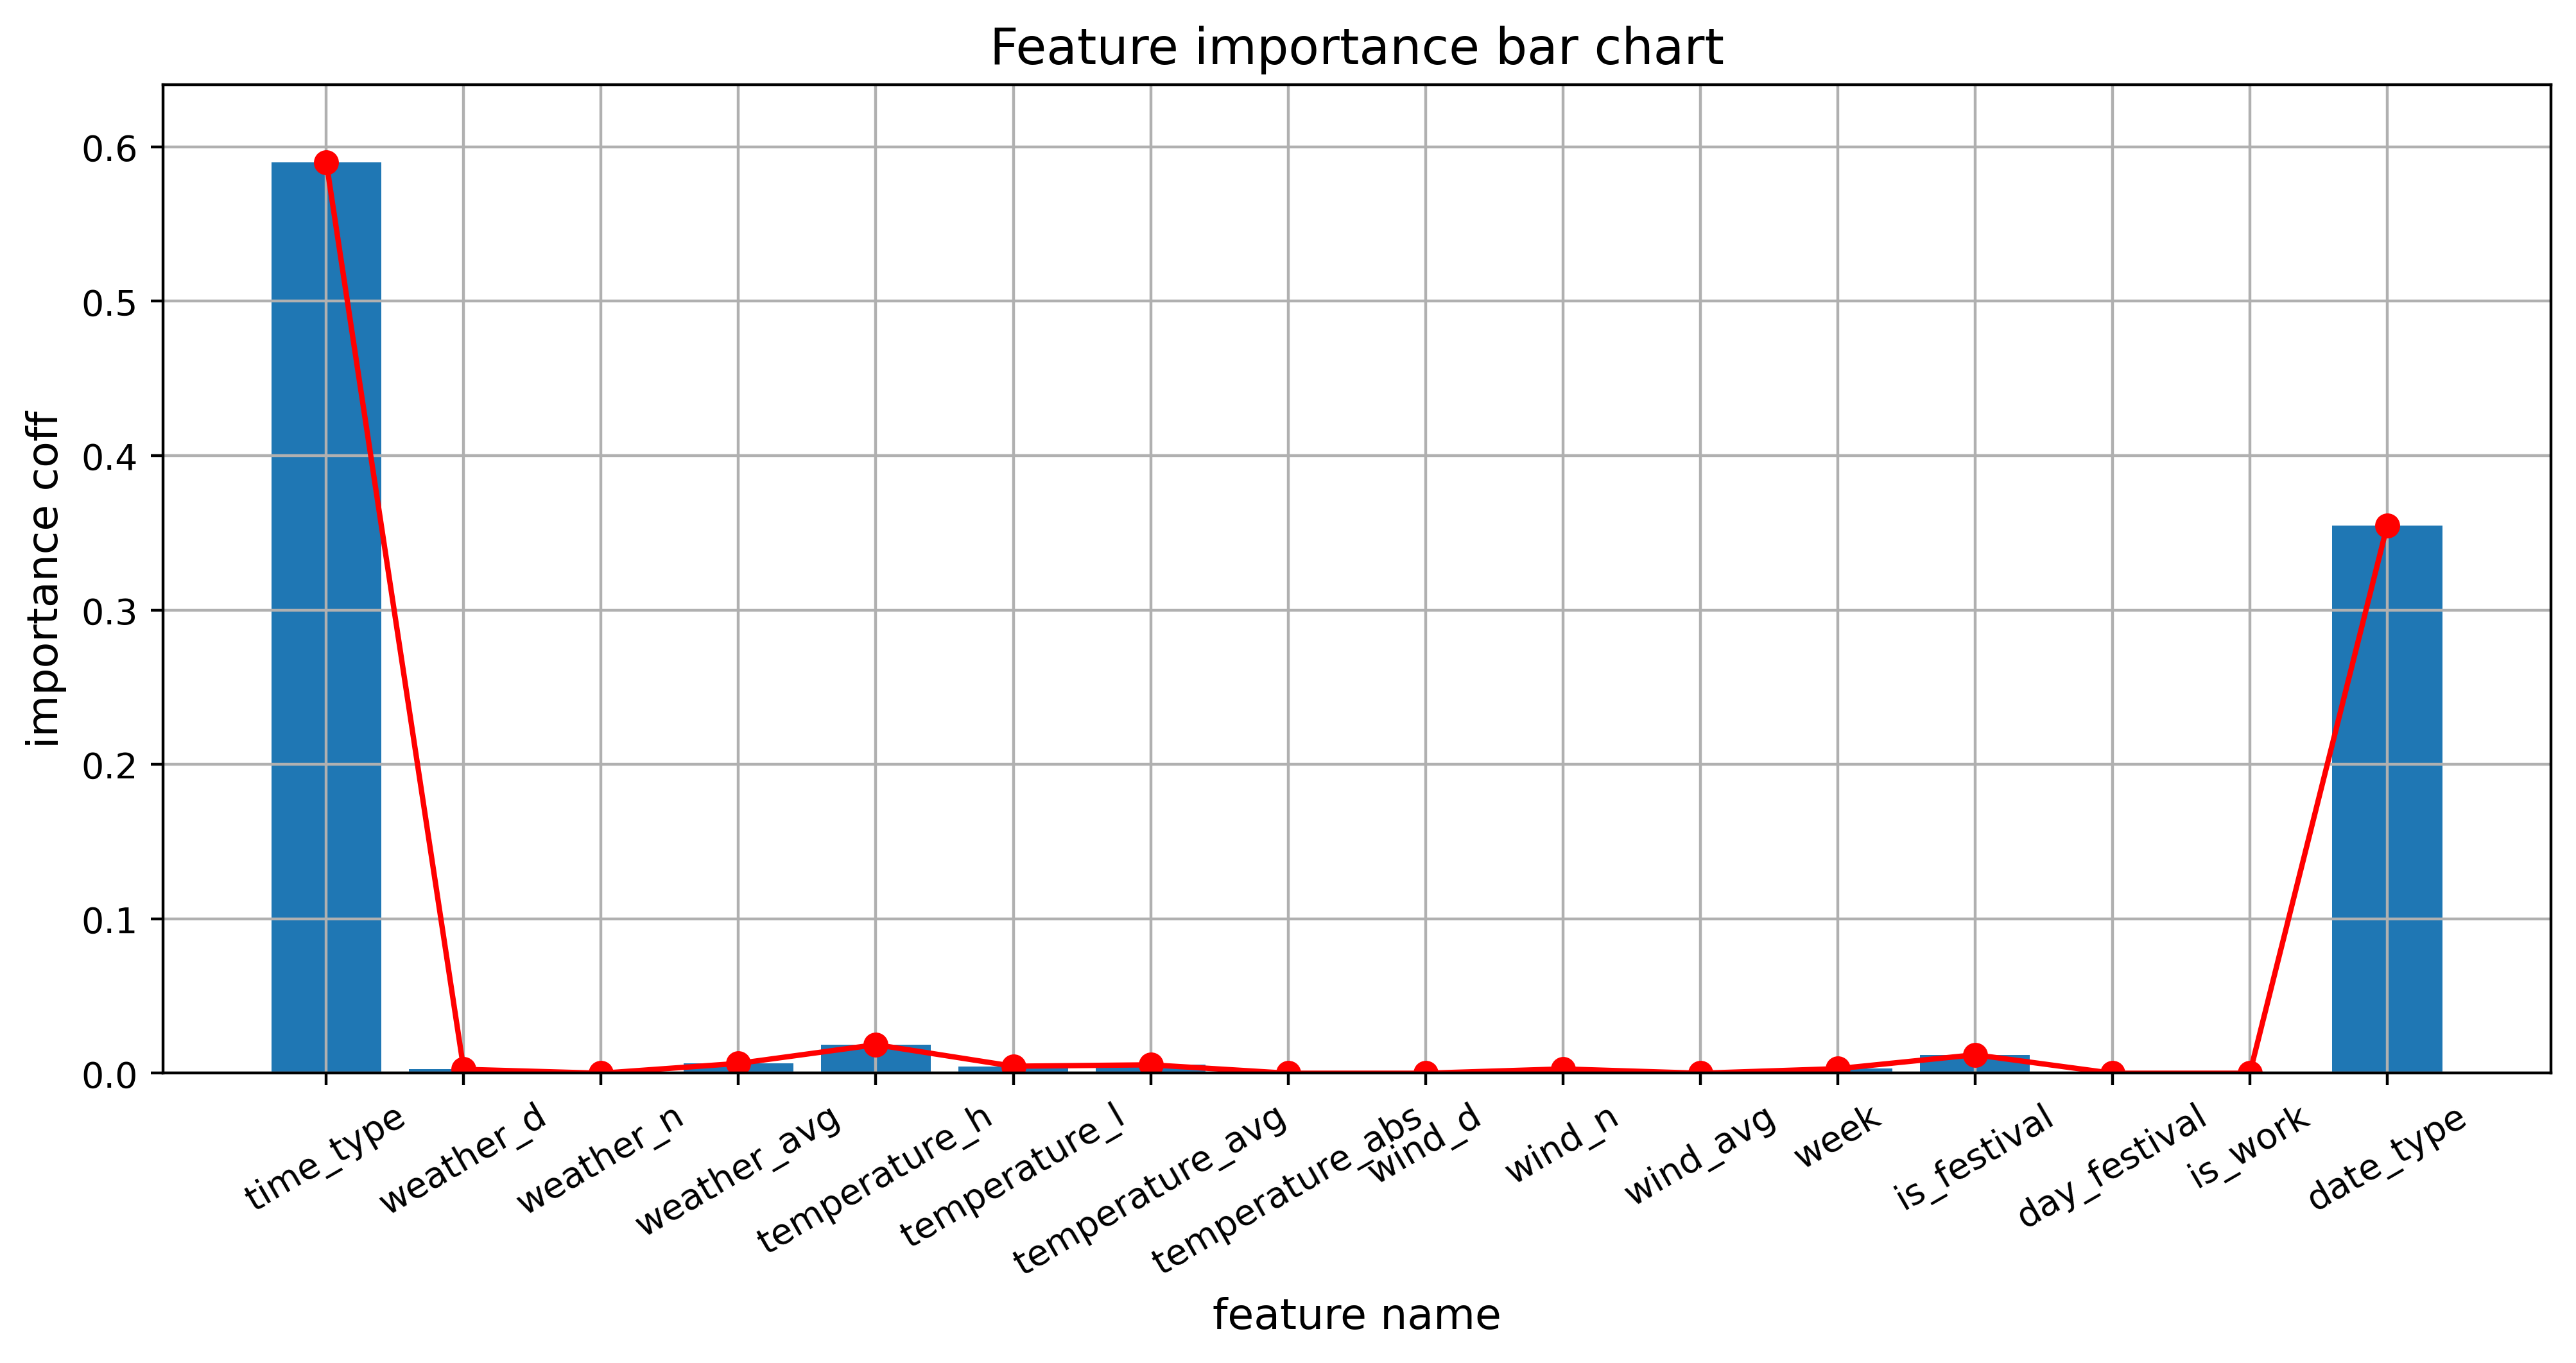 Feature importance bar chart
importance coff
0.6
0.5
0.4
0.3
0.2
0.1
0.0
time_type
weather_d
weather_n
weather_avg
temperature_h
temperature_l
temperature_avg
temperature_abs
wind_d
wind_n
wind_avg
week
is_festival
day_festival
is_work
date_type
feature name